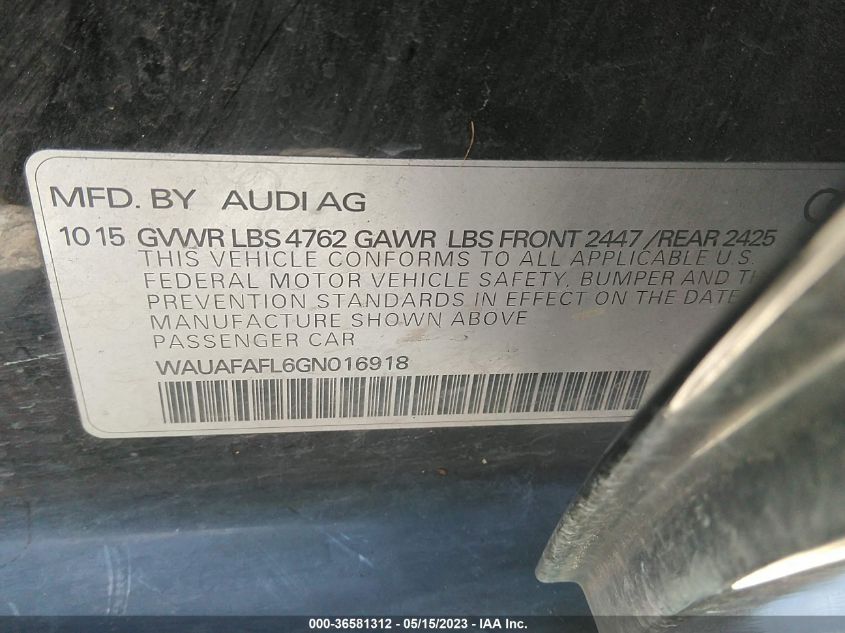 MFD. BY AUDI AG
10 15 GVWR LBS 4762 GAWR LBS FRONT 2447 /REAR 2425
THIS VEHICLE CONFORMS TO ALL APPLICABLE U.S.
FEDERAL MOTOR VEHICLE SAFETY, BUMPER AND
PREVENTION STANDARDS IN EFFECT ON THE DATE
MANUFACTURE SHOWN ABOVE
PASSENGER CAR
WAUAFAFL6GN016918
000-36581312 - 05/15/2023 - IAA Inc.